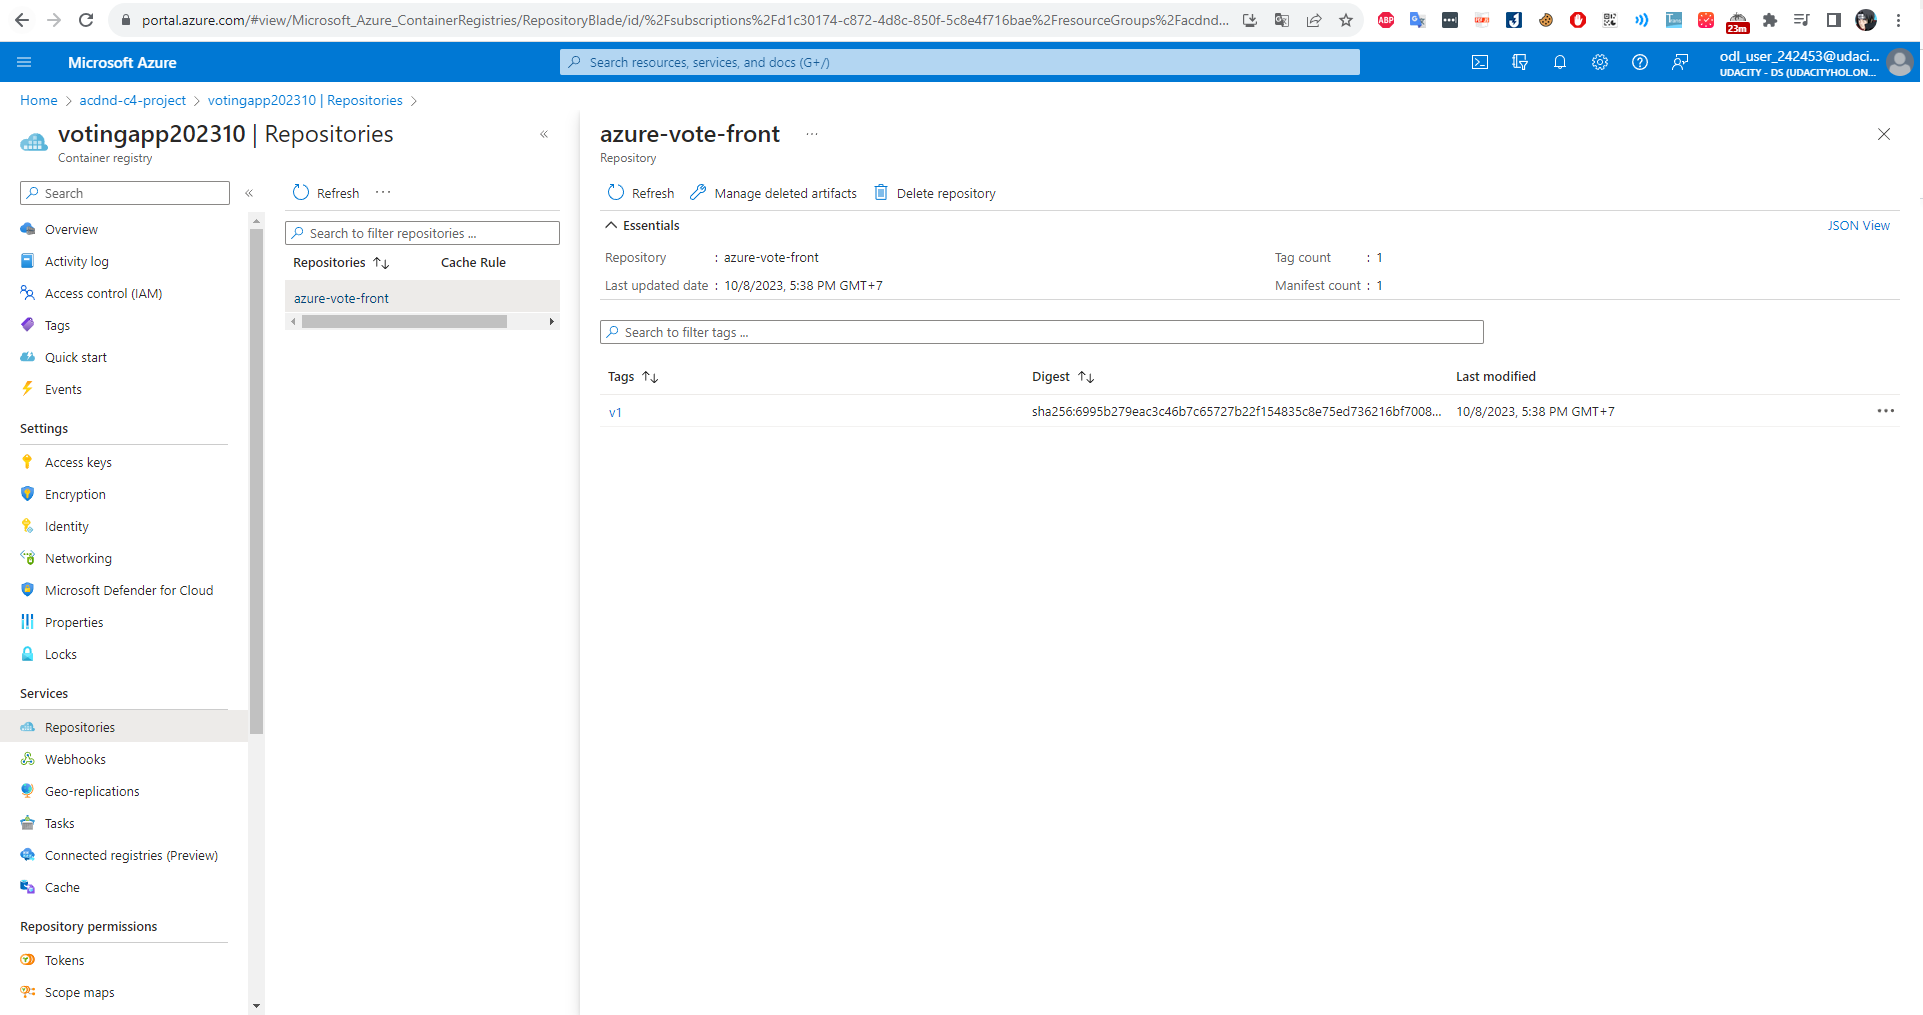 portal.azure.com/#view/Microsoft_Azure_ContainerRegistries/RepositoryBlade/id/%2Fsubscriptions%2Fd1c30174-c872-4d8c-850f-5c8e4f716bae%2FresourceGroups%2Facdnd...
ABP
23m
Microsoft Azure
Search resources, services, and docs (G+/)
odl_user_242453@udaci...
UDACITY - DS (UDACITYHOL.ON...
Home > acdnd-c4-project > votingapp202310 | Repositories >
votingapp202310 | Repositories
Container registry
Search
Overview
Activity log
Access control (IAM)
Tags
Quick start
Events
Settings
Access keys
Encryption
Identity
Networking
Microsoft Defender for Cloud
Properties
Locks
Services
Repositories
Webhooks
Geo-replications
Tasks
Connected registries (Preview)
Cache
Repository permissions
Tokens
Scope maps
Refresh ...
Search to filter repositories ...
Repositories Cache Rule
azure-vote-front
azure-vote-front ...
Repository
Refresh Manage deleted artifacts Delete repository
Essentials JSON View
Repository : azure-vote-front Tag count : 1
Last updated date : 10/8/2023, 5:38 PM GMT+7 Manifest count : 1
Search to filter tags ...
Tags Digest Last modified
v1 sha256:6995b279eac3c46b7c65727b22f154835c8e75ed736216bf7008... 10/8/2023, 5:38 PM GMT+7